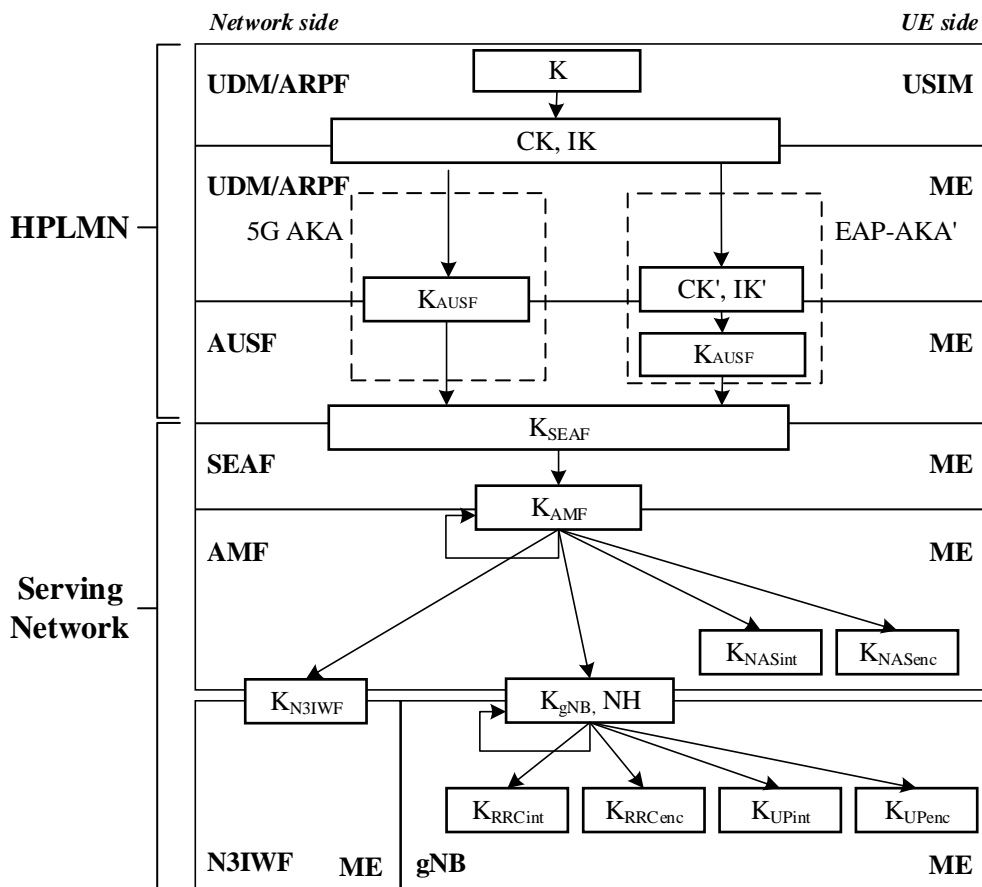 Network side UE side
K
UDM/ARPF USIM
CK, IK
UDM/ARPF ME
HPLMN
5G AKA EAP-AKA'
CK', IK'
KAUSF
AUSF ME
KAUSF
KSEAF
SEAF ME
KAMF
AMF ME
Serving
Network
KNASint KNASenc
KN3IWF KgNB, NH
KRRCint KRRCenc KUPint KUPenc
N3IWF ME gNB ME